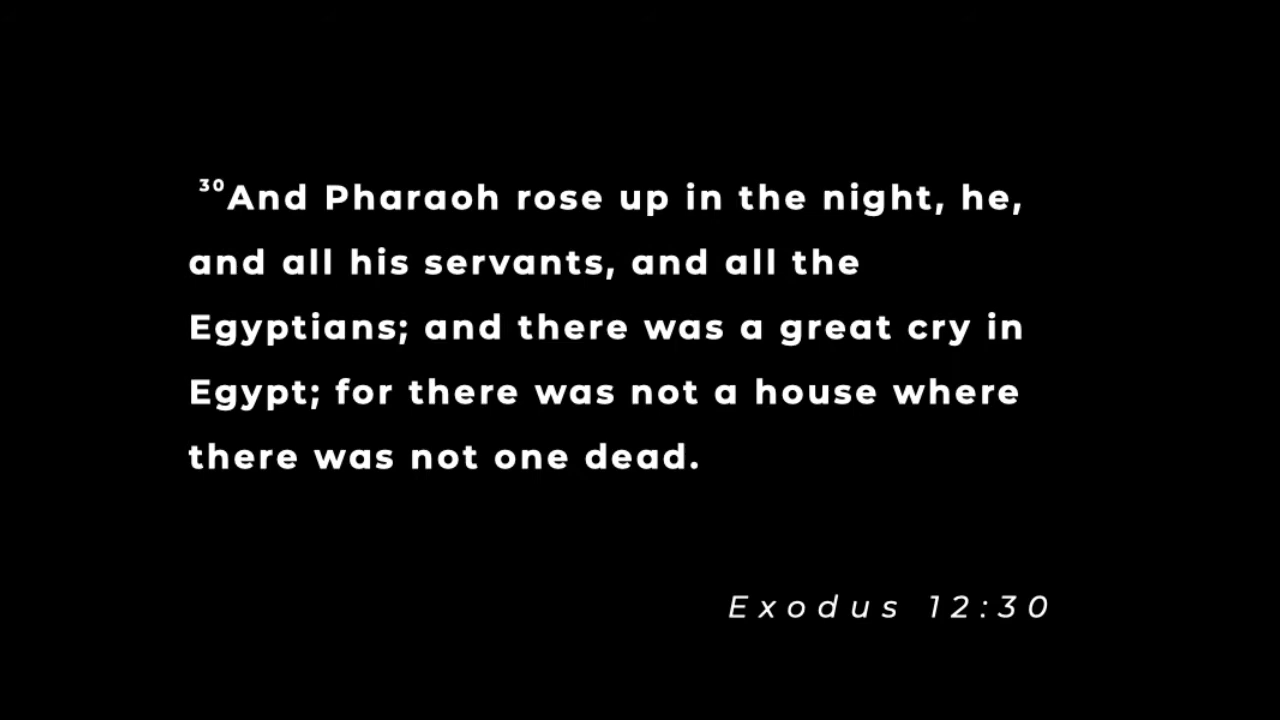 30And Pharaoh rose up in the night, he,
and all his servants, and all the
Egyptians; and there was a great cry in
Egypt; for there was not a house where
there was not one dead.
Exodus 12:30